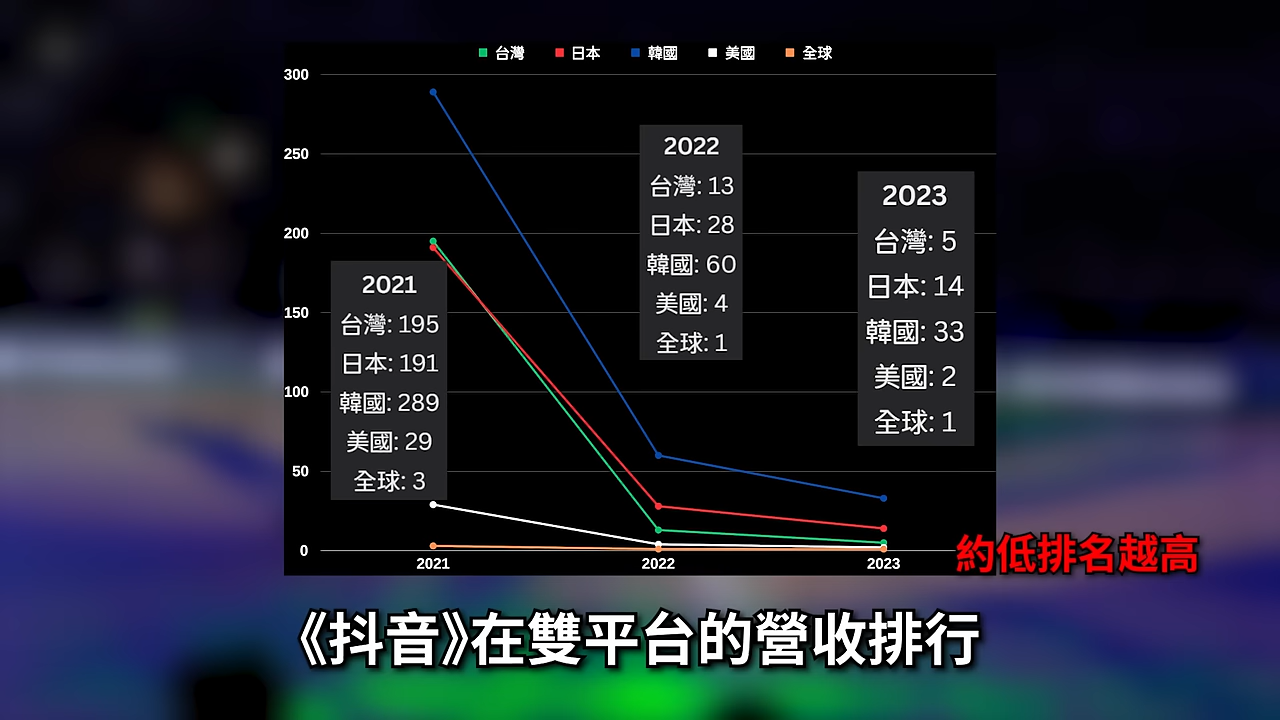 台灣 日本 韓國 美國 全球
300
250
200
150
100
50
0
2021
台灣: 195
日本: 191
韓國: 289
美國: 29
全球: 3
2022
台灣: 13
日本: 28
韓國: 60
美國: 4
全球: 1
2023
台灣: 5
日本: 14
韓國: 33
美國: 2
全球: 1
2021 2022 2023
約低排名越高
《抖音》在雙平台的營收排行